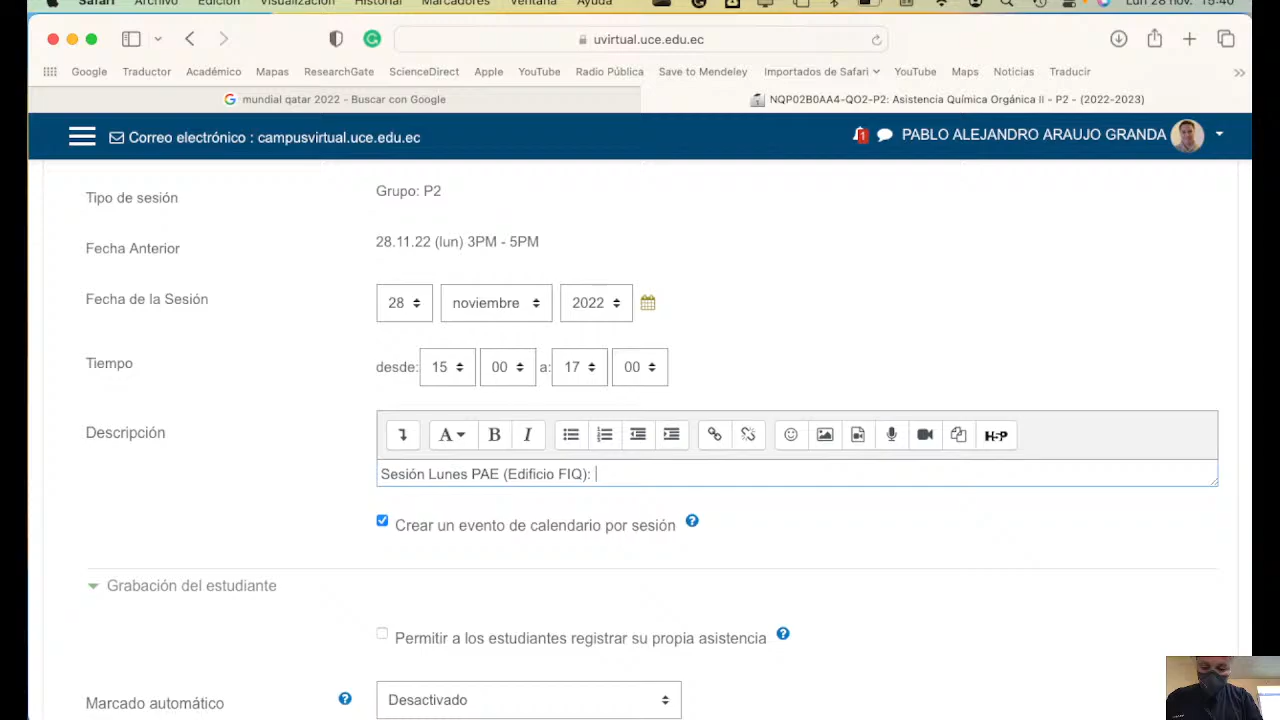 Safari Archivo Edición Visualización Historial Marcadores Ventana Ayuda Lun 28 nov. 15:40
uvirtual.uce.edu.ec
Google Traductor Académico Mapas ResearchGate ScienceDirect Apple YouTube Radio Pública Save to Mendeley Importados de Safari YouTube Maps Noticias Traducir
mundial qatar 2022 - Buscar con Google NQP02B0AA4-QO2-P2: Asistencia Química Orgánica II - P2 - (2022-2023)
Correo electrónico : campusvirtual.uce.edu.ec 1 PABLO ALEJANDRO ARAUJO GRANDA
Tipo de sesión Grupo: P2
Fecha Anterior 28.11.22 (lun) 3PM - 5PM
Fecha de la Sesión 28 noviembre 2022
Tiempo desde: 15 00 a: 17 00
Descripción A B I H-P
Sesión Lunes PAE (Edificio FIQ):
Crear un evento de calendario por sesión
Grabación del estudiante
Permitir a los estudiantes registrar su propia asistencia
Marcado automático Desactivado